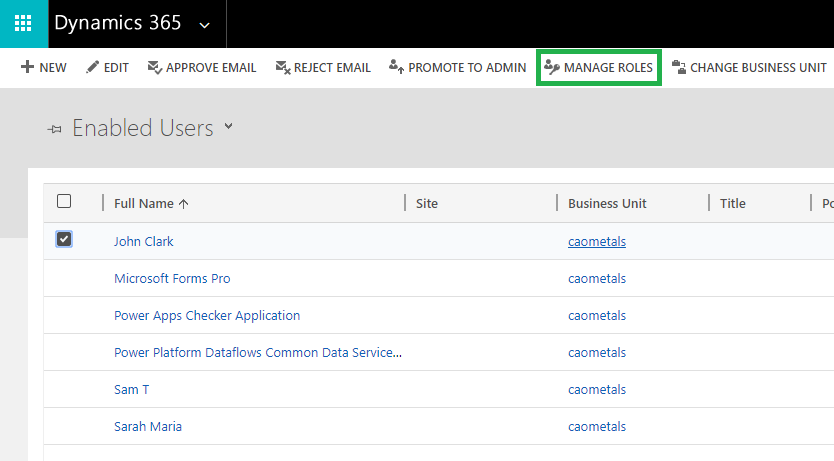 Dynamics 365
NEW EDIT APPROVE EMAIL REJECT EMAIL PROMOTE TO ADMIN MANAGE ROLES CHANGE BUSINESS UNIT
Enabled Users
Full Name Site Business Unit Title Po
John Clark caometals
Microsoft Forms Pro caometals
Power Apps Checker Application caometals
Power Platform Dataflows Common Data Service... caometals
Sam T caometals
Sarah Maria caometals